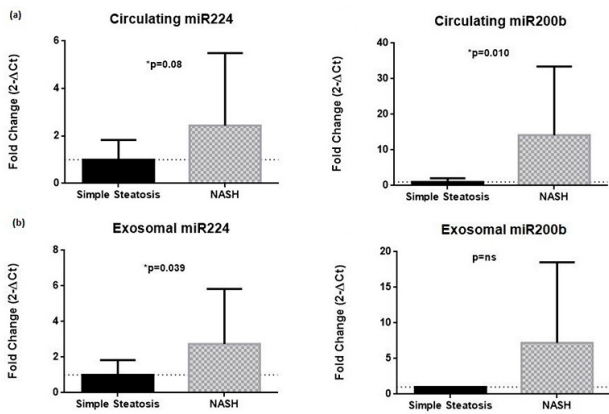 (a)
Circulating miR224
Fold Change (2-ΔCt)
6
4
2
0
*p=0.08
Simple Steatosis
NASH
Circulating miR200b
Fold Change (2-ΔCt)
40
30
20
10
0
*p=0.010
Simple Steatosis
NASH
(b)
Exosomal miR224
Fold Change (2-ΔCt)
8
6
4
2
0
*p=0.039
Simple Steatosis
NASH
Exosomal miR200b
Fold Change (2-ΔCt)
20
15
10
5
0
p=ns
Simple Steatosis
NASH